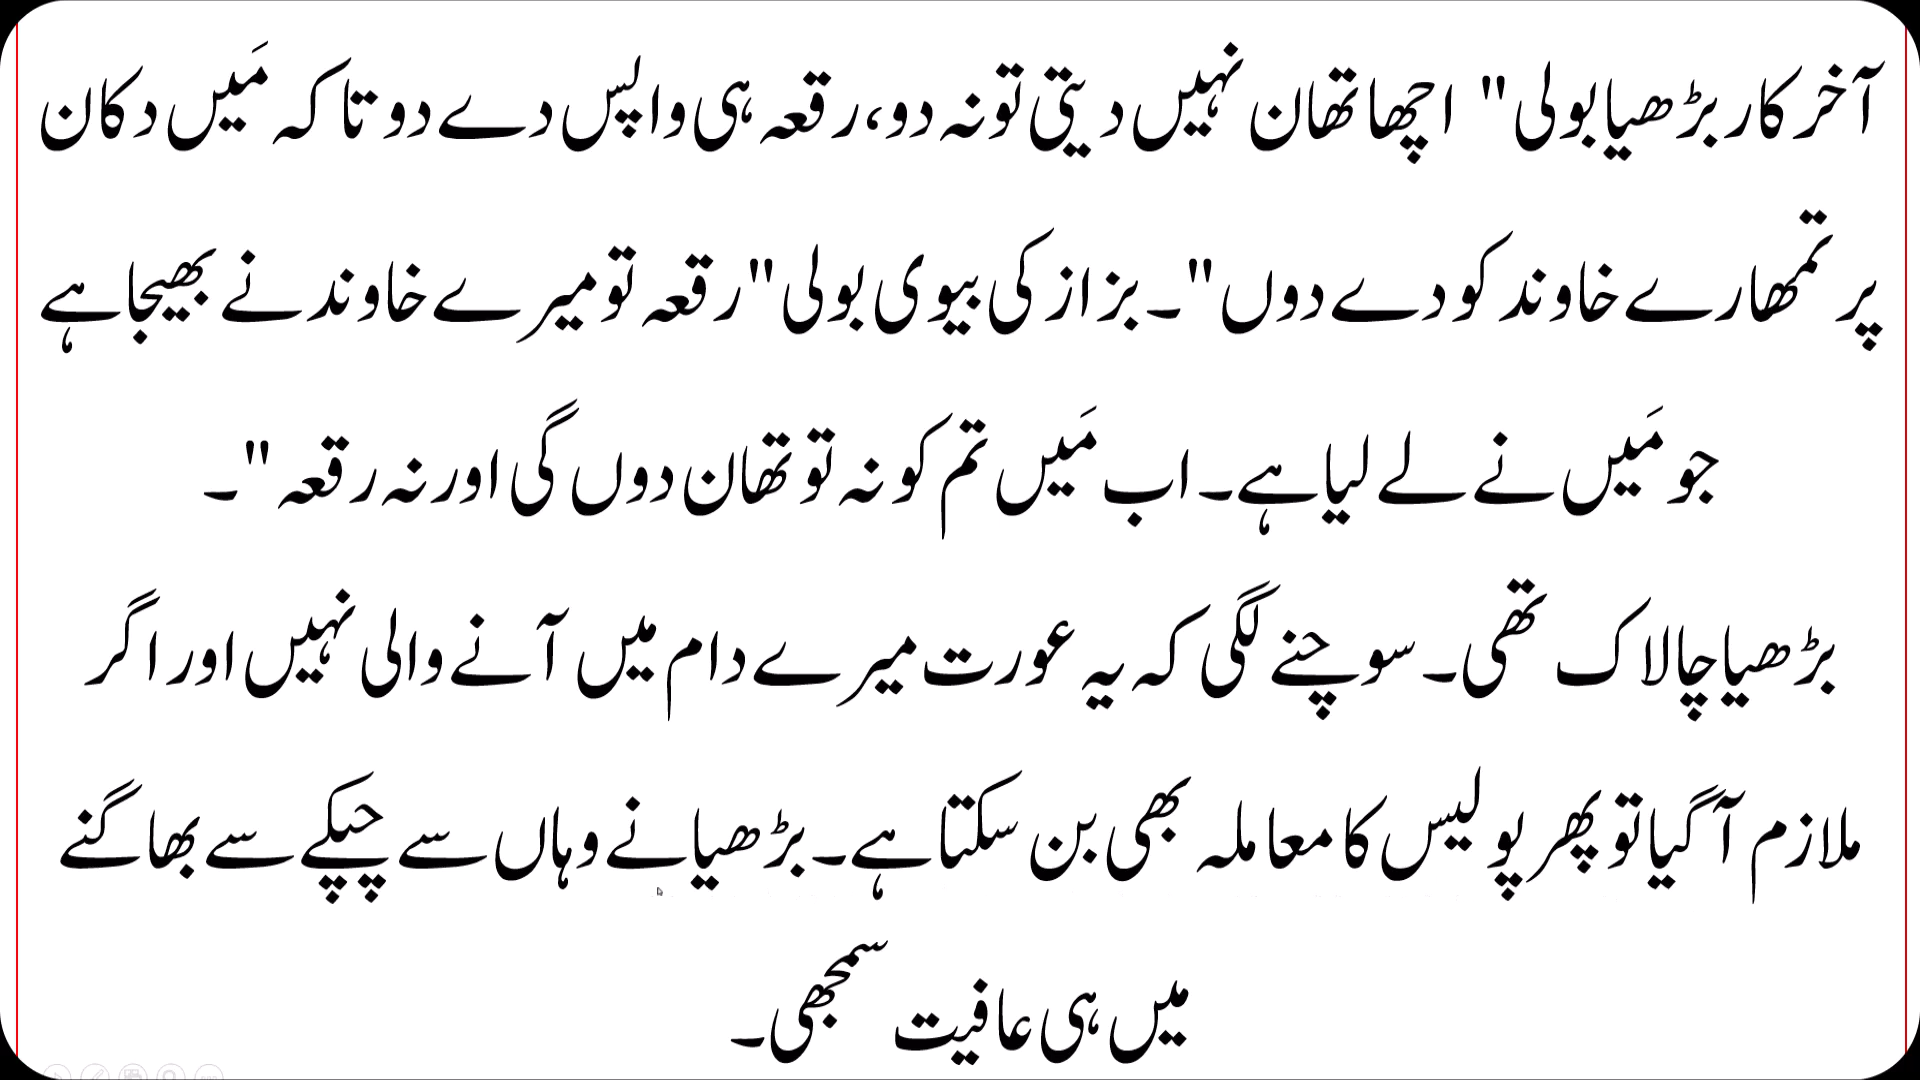 آخر کار بڑھیا بولی" اچھا تھان نہیں دیتی تو نہ دو، رقعہ ہی واپس دے دو تاکہ مَیں دکان
پر تمھارے خاوند کو دے دوں"۔ بزاز کی بیوی بولی"رقعہ تو میرے خاوند نے بھیجا ہے
جو مَیں نے لے لیا ہے۔ اب مَیں تم کو نہ تو تھان دوں گی اور نہ رقعہ "۔
بڑھیا چالاک تھی۔ سوچنے لگی کہ یہ عورت میرے دام میں آنے والی نہیں اور اگر
ملازم آ گیا تو پھر پولیس کا معاملہ بھی بن سکتا ہے۔ بڑھیا نے وہاں سے چپکے سے بھاگنے
میں ہی عافیت سمجھی۔